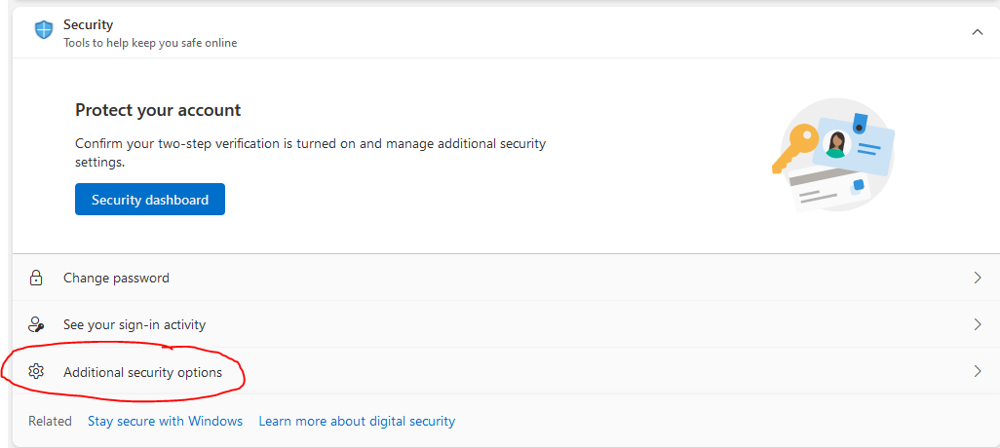 Security
Tools to help keep you safe online
Protect your account
Confirm your two-step verification is turned on and manage additional security
settings.
Security dashboard
Change password
See your sign-in activity
Additional security options
Related Stay secure with Windows Learn more about digital security